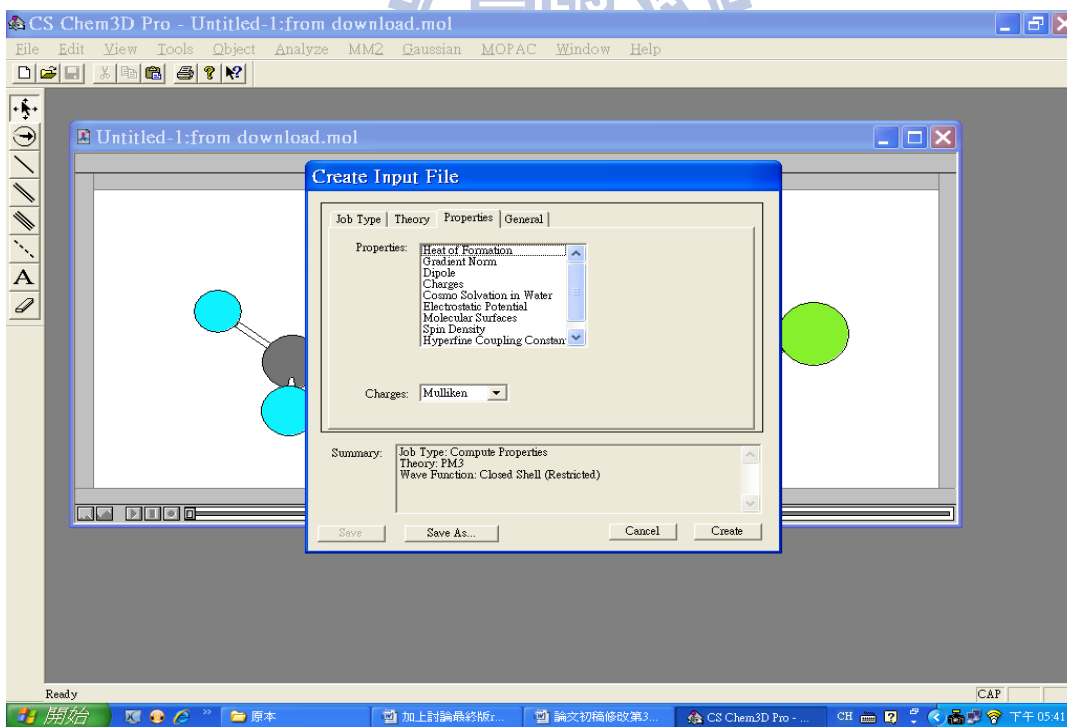 CS Chem3D Pro - Untitled-1:from download.mol
File Edit View Tools Object Analyze MM2 Gaussian MOPAC Window Help
A
Untitled-1:from download.mol
Create Input File
Job Type Theory Properties General
Properties:
Heat of Formation
Gradient Norm
Dipole
Charges
Cosmo Solvation in Water
Electrostatic Potential
Molecular Surfaces
Spin Density
Hyperfine Coupling Constan
Charges: Mulliken
Summary:
Job Type: Compute Properties
Theory: PM3
Wave Function: Closed Shell (Restricted)
Save Save As... Cancel Create
Ready CAP
開始 » 原本 加上討論最終版r... 論文初稿修改第3... CS Chem3D Pro - ... CH 下午 05:41